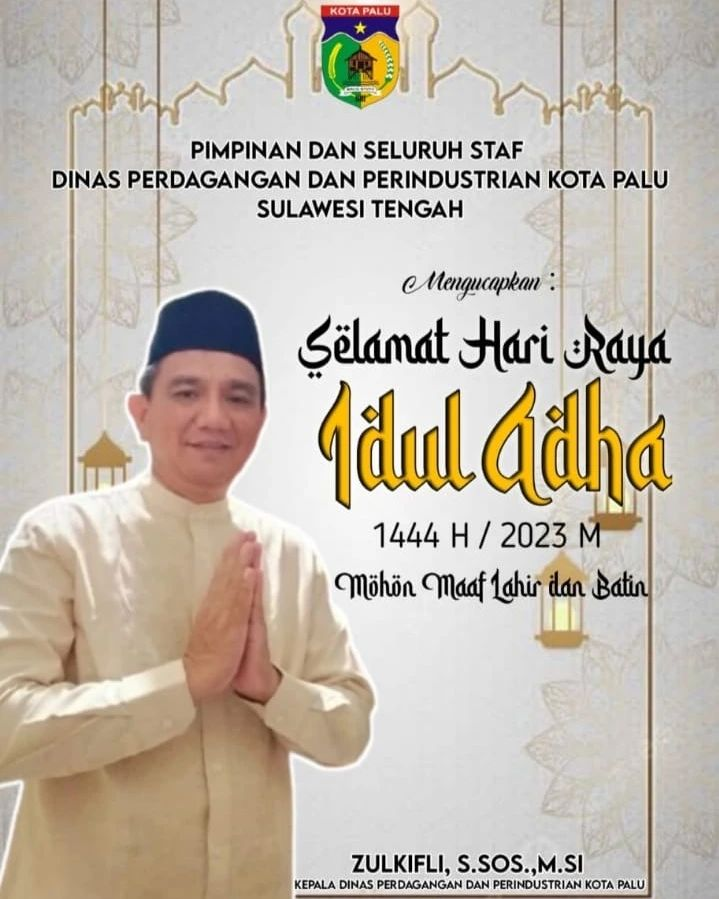 KOTA PALU
PIMPINAN DAN SELURUH STAF
DINAS PERDAGANGAN DAN PERINDUSTRIAN KOTA PALU
SULAWESI TENGAH
Mengucapkan :
Selamat Hari Raya
Idul Adha
1444 H / 2023 M
Mohon Maaf Lahir dan Batin
ZULKIFLI, S.SOS.,M.SI
KEPALA DINAS PERDAGANGAN DAN PERINDUSTRIAN KOTA PALU